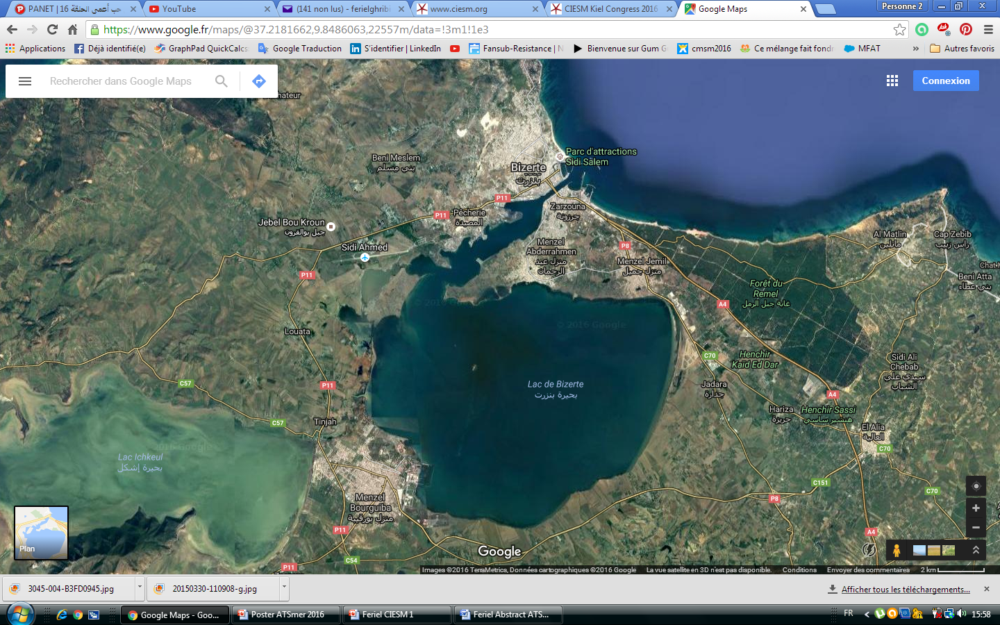 PANET | 16 حب أعمى الحلقة
YouTube
(141 non lus) - ferielghribi
www.ciesm.org
CIESM Kiel Congress 2016
Google Maps
Personne 2
https://www.google.fr/maps/@37.2181662,9.8486063,22557m/data=!3m1!1e3
Applications
Déjà identifié(e)
GraphPad QuickCalcs
Google Traduction
S'identifier | LinkedIn
Fansub-Resistance | N
Bienvenue sur Gum G
cmsm2016
Ce mélange fait fondr
MFAT
»
Autres favoris
Rechercher dans Google Maps
Connexion
hateur
Parc d'attractions
Sidi Salem
Beni Meslem
بني مسلم
Bizerte
بنزرت
P11
P11
Pêcherie
المصيدة
Zarzouna
جرزونة
Jebel Bou Kroun
جبل بوالقرون
Sidi Ahmed
Menzel
Abderrahmen
منزل عبد
الرحمان
P8
Menzel Jemil
منزل جميل
Al Matlin
ماتلين
Cap Zebib
راس زبيب
Chat M
Beni Atta
بني عطاء
P11
Forêt du
Remel
غابة جبل الرمل
A4
© 2016 Google
© 2016 Google
Louata
C70
Henchir
Kaid Ed Dar
Sidi Ali
Chebab
سيدي علي
الشباب
C57
P11
Lac de Bizerte
بحيرة بنزرت
Jadara
جدارة
A4
Hariza
حريزة
Henchir Sassi
هنشير ساسي
C57
Tinjah
El Alia
العالية
C70
2016 Google
Lac Ichkeul
بحيرة إشكل
C151
C70
P8
Menzel
Bourguiba
منزل بورقيبة
P11
A4
Plan
Google
C54
P11
Images ©2016 TerraMetrics, Données cartographiques ©2016 Google
La vue satellite en 3D n'est pas disponible.
Conditions
Envoyer des commentaires
2 km
3045-004-B3FD0945.jpg
20150330-110908-g.jpg
Afficher tous les téléchargements...
Google Maps - Goo...
Poster ATSmer 2016
Feriel CIESM 1
Feriel Abstract ATS...
FR
15:58